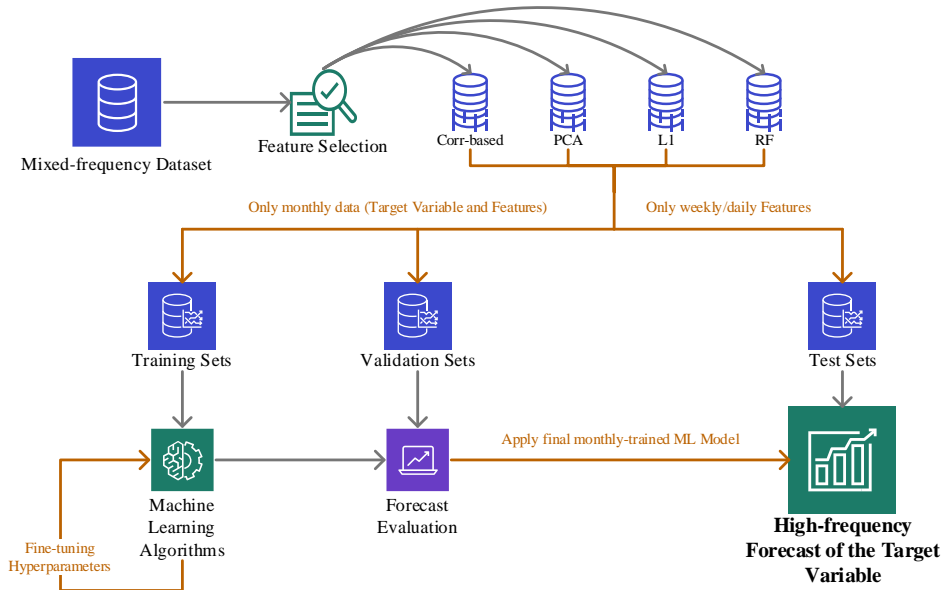 Mixed-frequency Dataset
Feature Selection
Corr-based
PCA
L1
RF
Only monthly data (Target Variable and Features)
Only weekly/daily Features
Training Sets
Validation Sets
Test Sets
Apply final monthly-trained ML Model
Machine
Learning
Algorithms
Forecast
Evaluation
High-frequency
Forecast of the Target
Variable
Fine-tuning
Hyperparameters